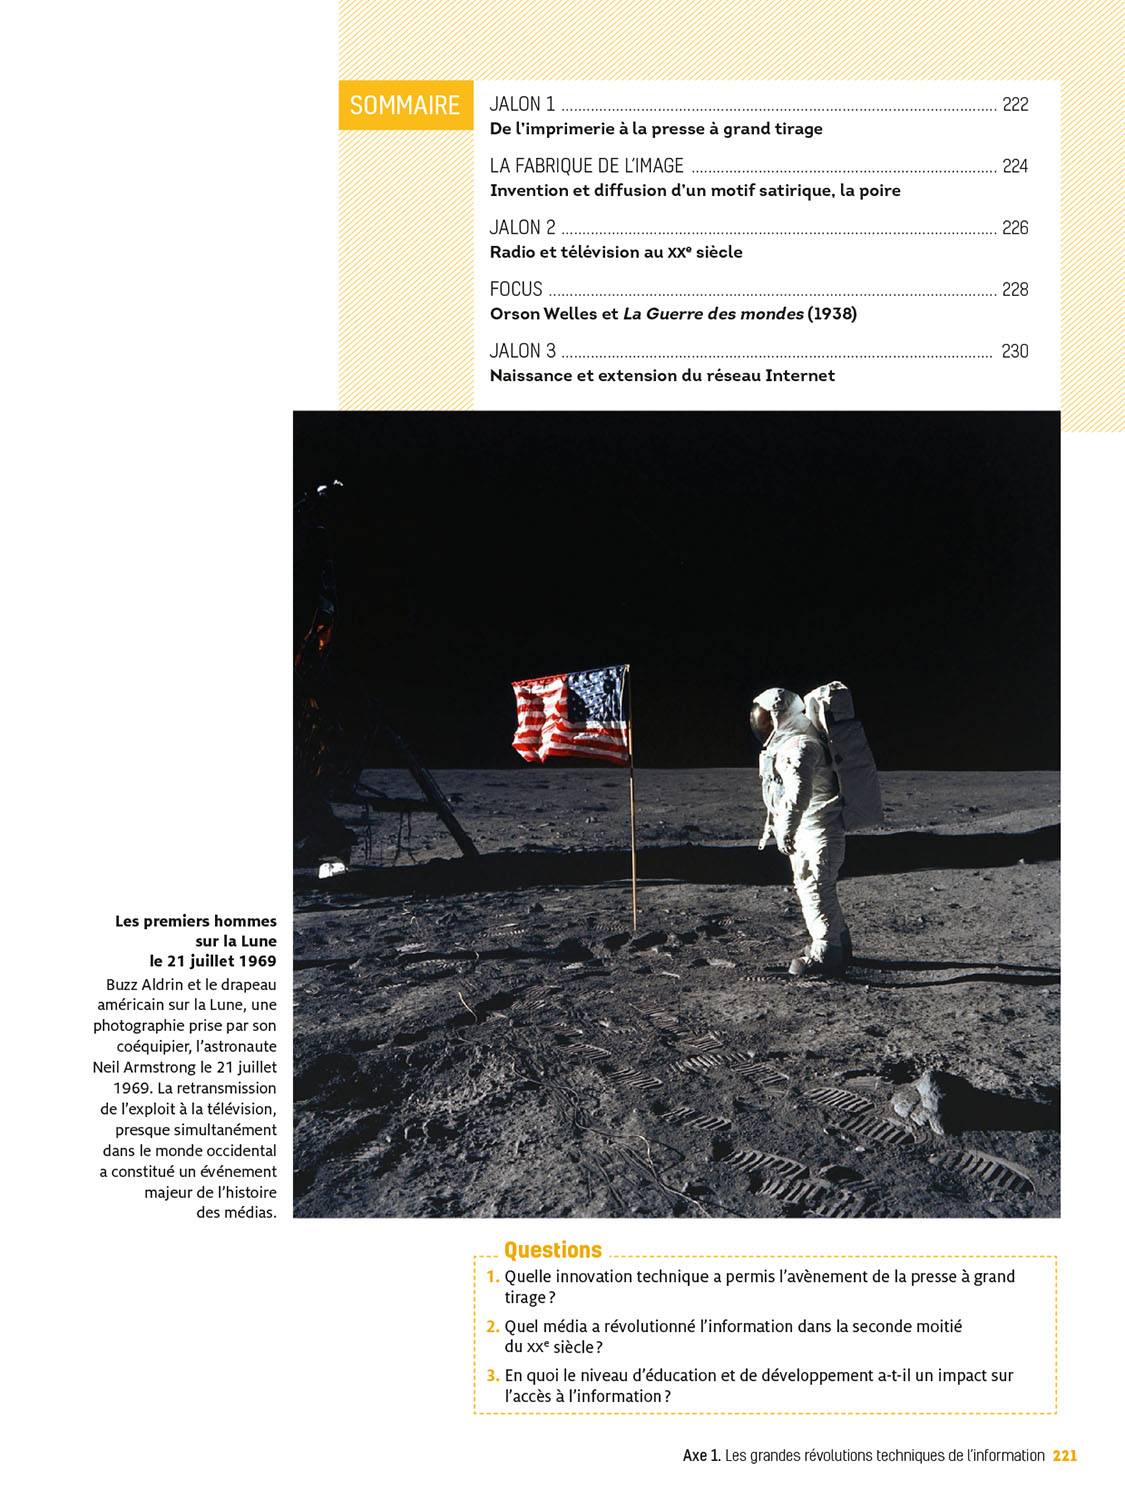 SOMMAIRE
JALON 1 ........................................ 222
De l'imprimerie à la presse à grand tirage
LA FABRIQUE DE L'IMAGE ........................................ 224
Invention et diffusion d'un motif satirique, la poire
JALON 2 ........................................ 226
Radio et télévision au XXe siècle
FOCUS ........................................ 228
Orson Welles et La Guerre des mondes (1938)
JALON 3 ........................................ 230
Naissance et extension du réseau Internet
Les premiers hommes
sur la Lune
le 21 juillet 1969
Buzz Aldrin et le drapeau
américain sur la Lune, une
photographie prise par son
coéquipier, l'astronaute
Neil Armstrong le 21 juillet
1969. La retransmission
de l'exploit à la télévision,
presque simultanément
dans le monde occidental
a constitué un événement
majeur de l'histoire
des médias.
Questions
1. Quelle innovation technique a permis l'avènement de la presse à grand
tirage ?
2. Quel média a révolutionné l'information dans la seconde moitié
du XXe siècle ?
3. En quoi le niveau d'éducation et de développement a-t-il un impact sur
l'accès à l'information ?
Axe 1. Les grandes révolutions techniques de l'information 221